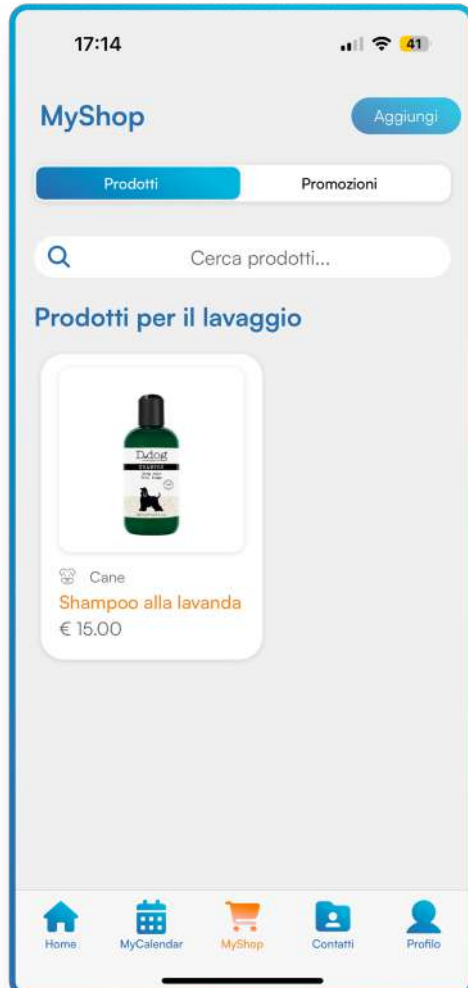 17:14
41
MyShop
Aggiungi
Prodotti
Promozioni
Cerca prodotti...
Prodotti per il lavaggio
D.dog
SHAMPOO
Cane
Shampoo alla lavanda
€ 15.00
Home
MyCalendar
MyShop
Contatti
Profilo